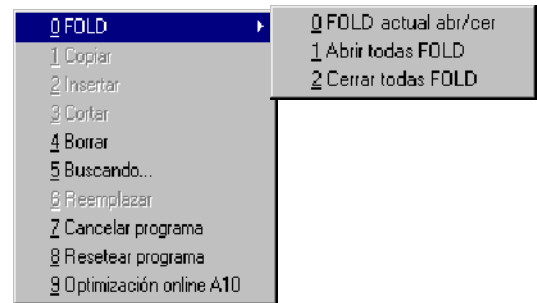 0 FOLD
1 Copiar
2 Insertar
3 Cortar
4 Borrar
5 Buscando...
6 Reemplazar
7 Cancelar programa
8 Resetear programa
9 Optimización online A10
0 FOLD actual abr/cer
1 Abrir todas FOLD
2 Cerrar todas FOLD